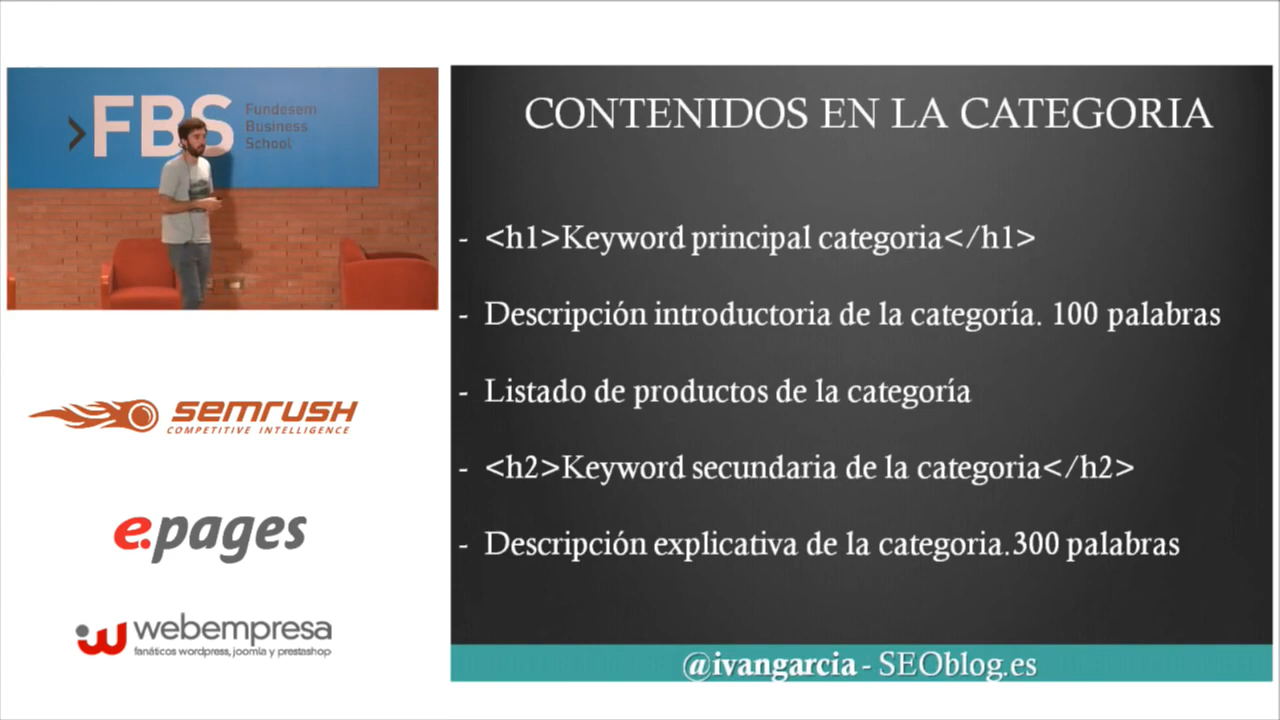 FBS
Fundesem
Business
School
CONTENIDOS EN LA CATEGORIA
- <h1>Keyword principal categoria</h1>
- Descripción introductoria de la categoría. 100 palabras
- Listado de productos de la categoría
- <h2>Keyword secundaria de la categoria</h2>
- Descripción explicativa de la categoria.300 palabras
@ivangarcia - SEOblog.es
semrush
COMPETITIVE INTELLIGENCE
e.pages
webempresa
fanáticos wordpress, joomla y prestashop